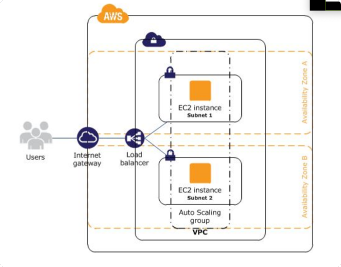 AWS
Availability Zone A
EC2 instance
Subnet 1
Users
Internet
gateway
Load
balancer
EC2 instance
Subnet 2
Availability Zone B
Auto Scaling
group
VPC